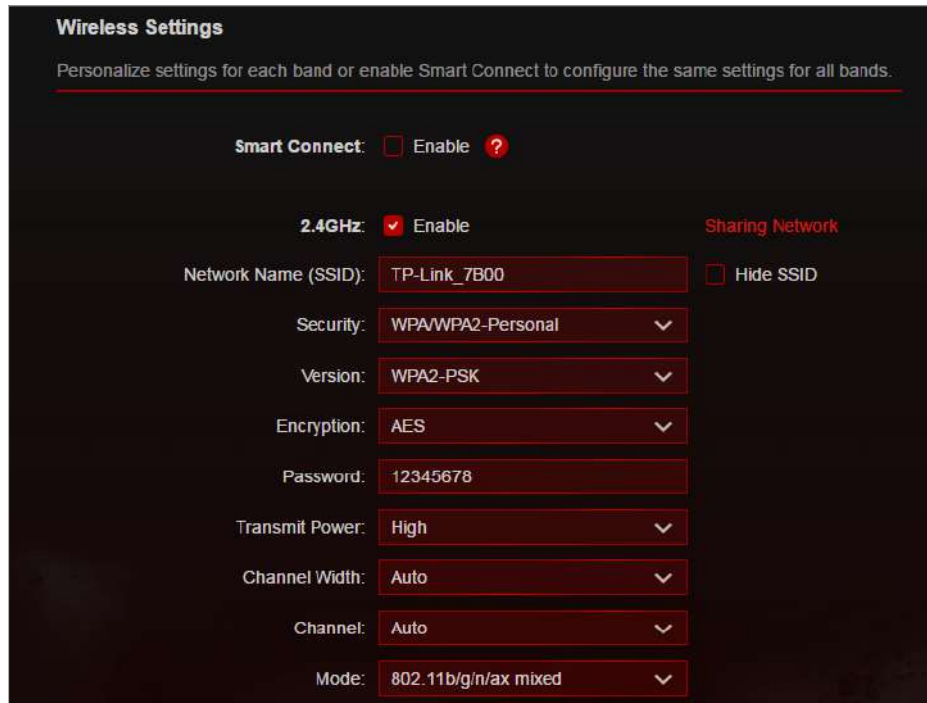 Wireless Settings
Personalize settings for each band or enable Smart Connect to configure the same settings for all bands.
Smart Connect: Enable ?
2.4GHz: Enable Sharing Network
Network Name (SSID): TP-Link_7B00 Hide SSID
Security: WPA/WPA2-Personal
Version: WPA2-PSK
Encryption: AES
Password: 12345678
Transmit Power: High
Channel Width: Auto
Channel: Auto
Mode: 802.11b/g/n/ax mixed